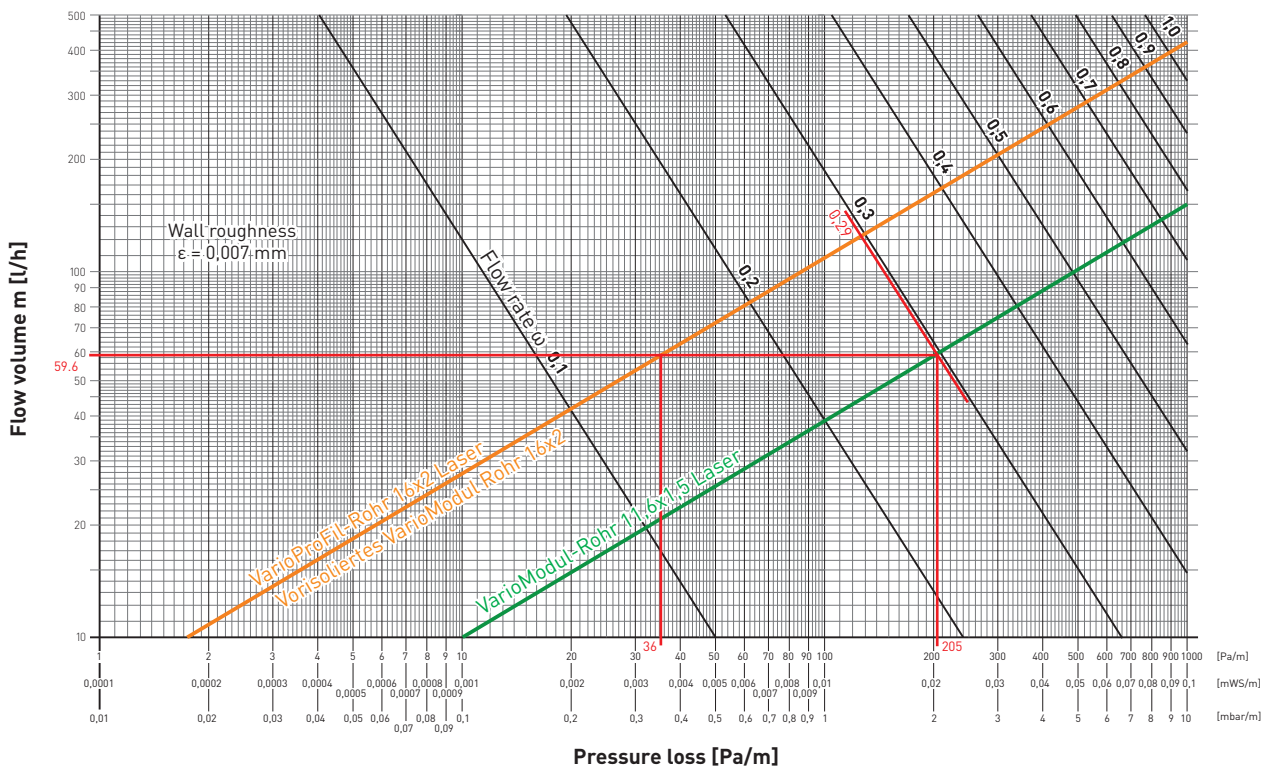 500
400
300
200
100
90
80
70
60
59.6
50
40
30
20
10
Flow volume m [l/h]
Wall roughness
ε = 0,007 mm
Flow rate ω 0,1
0,2
0,3
0,29
0,4
0,5
0,6
0,7
0,8
0,9
1,0
VarioProFil-Rohr 16x2 Laser
Vorisoliertes VarioModul-Rohr 16x2
VarioModul-Rohr 11,6x1,5 Laser
36
205
1 2 3 4 5 6 7 8 9 10 20 30 40 50 60 70 80 90 100 200 300 400 500 600 700 800 900 1000 [Pa/m]
0,0001 0,0002 0,0003 0,0004 0,0005 0,0006 0,0007 0,0008 0,0009 0,001 0,002 0,003 0,004 0,005 0,006 0,007 0,008 0,009 0,01 0,02 0,03 0,04 0,05 0,06 0,07 0,08 0,09 0,1 [mWS/m]
0,01 0,02 0,03 0,04 0,05 0,06 0,07 0,08 0,09 0,1 0,2 0,3 0,4 0,5 0,6 0,7 0,8 0,9 1 2 3 4 5 6 7 8 9 10 [mbar/m]
Pressure loss [Pa/m]